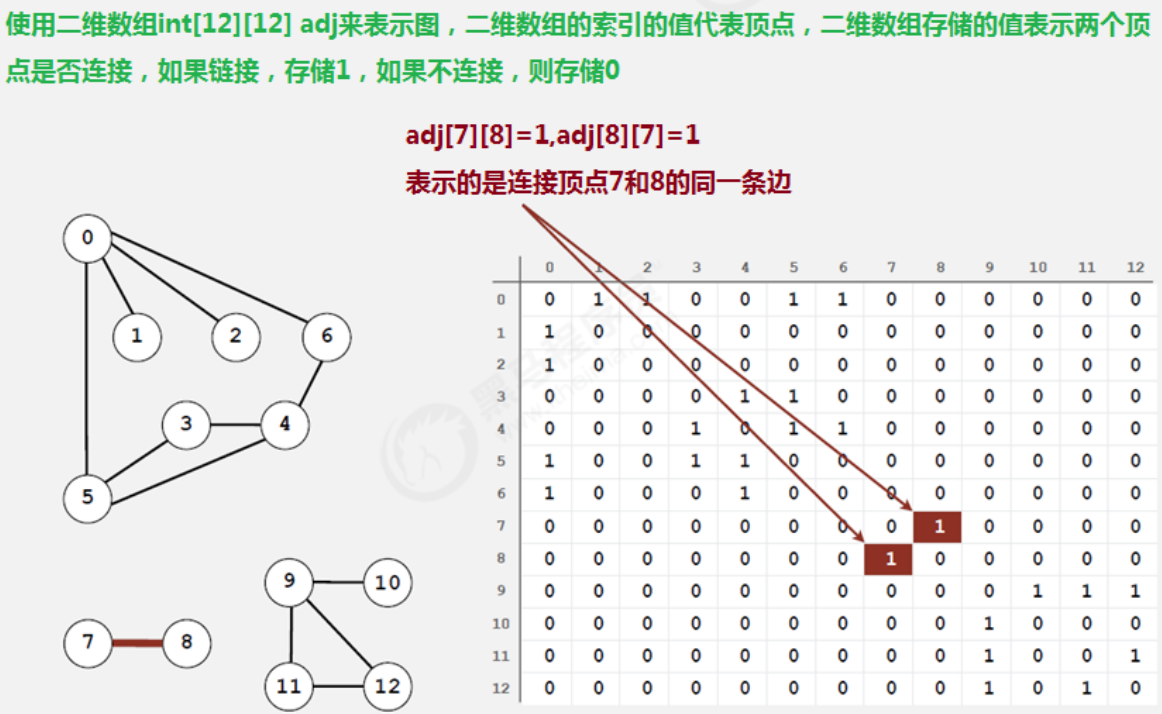 使用二维数组int[12][12] adj来表示图，二维数组的索引的值代表顶点，二维数组存储的值表示两个顶
点是否连接，如果链接，存储1，如果不连接，则存储0
adj[7][8]=1,adj[8][7]=1
表示的是连接顶点7和8的同一条边
0
1
2
6
3
4
5
9
10
7
8
11
12
0 1 2 3 4 5 6 7 8 9 10 11 12
0 0 1 1 0 0 1 1 0 0 0 0 0 0
1 1 0 0 0 0 0 0 0 0 0 0 0 0
2 1 0 0 0 0 0 0 0 0 0 0 0 0
3 0 0 0 0 1 1 0 0 0 0 0 0 0
4 0 0 0 1 0 1 1 0 0 0 0 0 0
5 1 0 0 1 1 0 0 0 0 0 0 0 0
6 1 0 0 0 1 0 0 0 0 0 0 0 0
7 0 0 0 0 0 0 0 0 1 0 0 0 0
8 0 0 0 0 0 0 0 1 0 0 0 0 0
9 0 0 0 0 0 0 0 0 0 0 1 1 1
10 0 0 0 0 0 0 0 0 0 1 0 0 0
11 0 0 0 0 0 0 0 0 0 1 0 0 1
12 0 0 0 0 0 0 0 0 0 1 0 1 0
黑马程序员